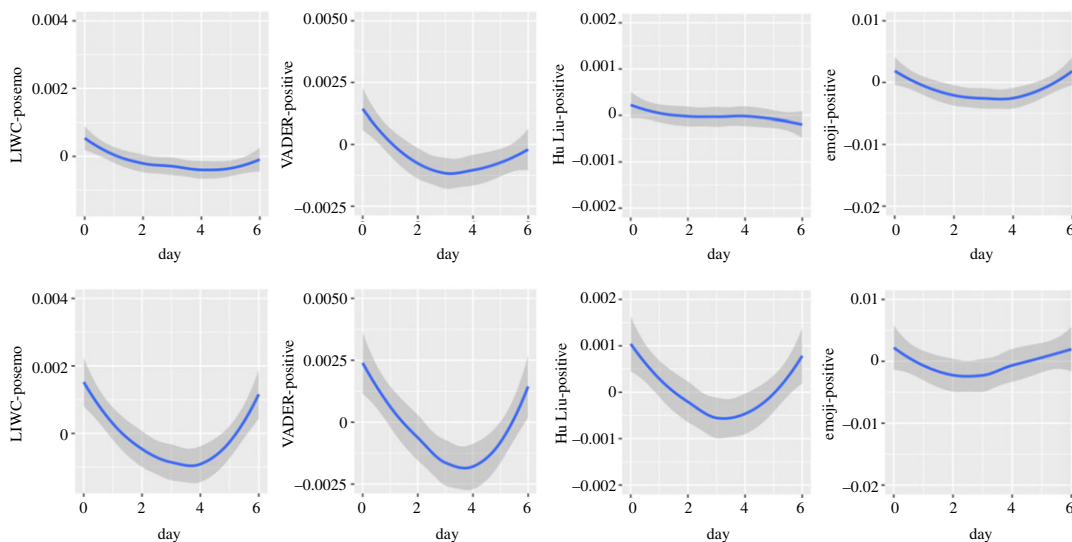 LIWC-posemo
0.004
0.002
0
0 2 4 6
day
VADER-positive
0.0050
0.0025
0
–0.0025
0 2 4 6
day
Hu Liu-positive
0.002
0.001
0
–0.001
–0.002
0 2 4 6
day
emoji-positive
0.01
0
–0.01
–0.02
0 2 4 6
day
LIWC-posemo
0.004
0.002
0
0 2 4 6
day
VADER-positive
0.0050
0.0025
0
–0.0025
0 2 4 6
day
Hu Liu-positive
0.002
0.001
0
–0.001
–0.002
0 2 4 6
day
emoji-positive
0.01
0
–0.01
–0.02
0 2 4 6
day